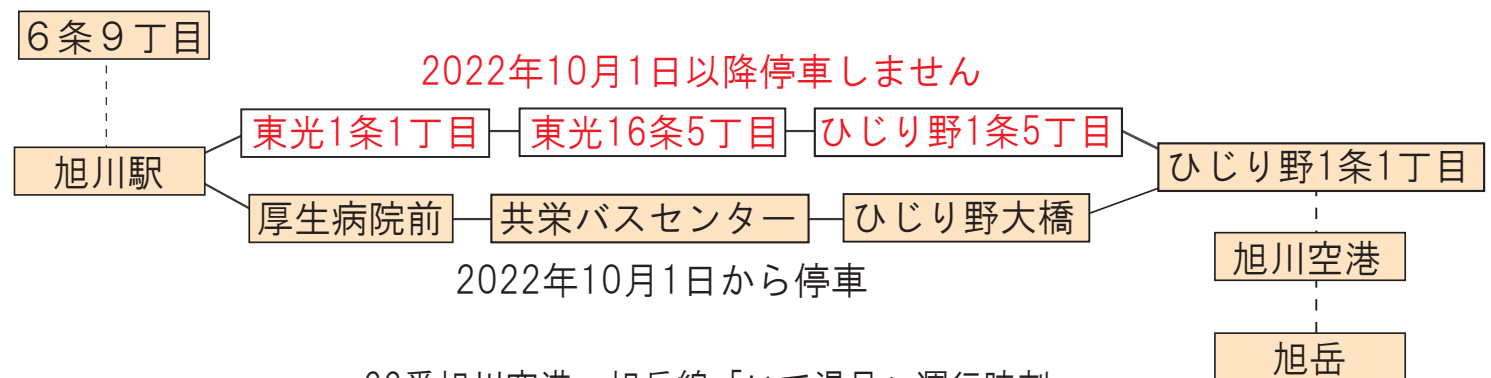 6条9丁目
2022年10月1日以降停車しません
東光1条1丁目
東光16条5丁目
ひじり野1条5丁目
旭川駅
ひじり野1条1丁目
厚生病院前
共栄バスセンター
ひじり野大橋
旭川空港
2022年10月1日から停車
旭岳